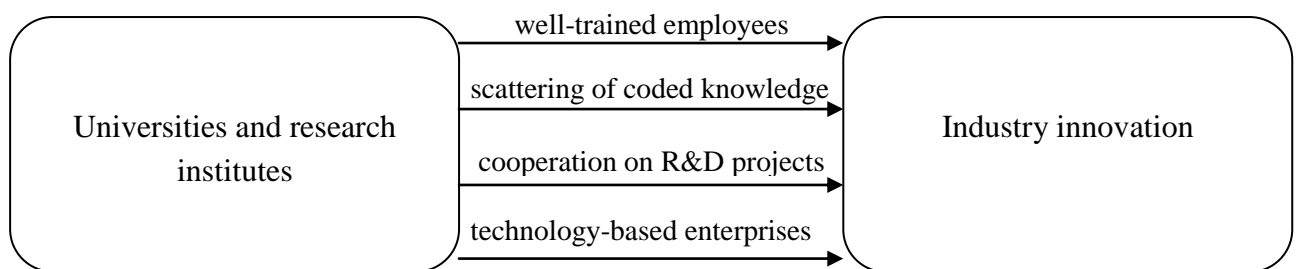 well-trained employees
scattering of coded knowledge
Universities and research
institutes
Industry innovation
cooperation on R&D projects
technology-based enterprises